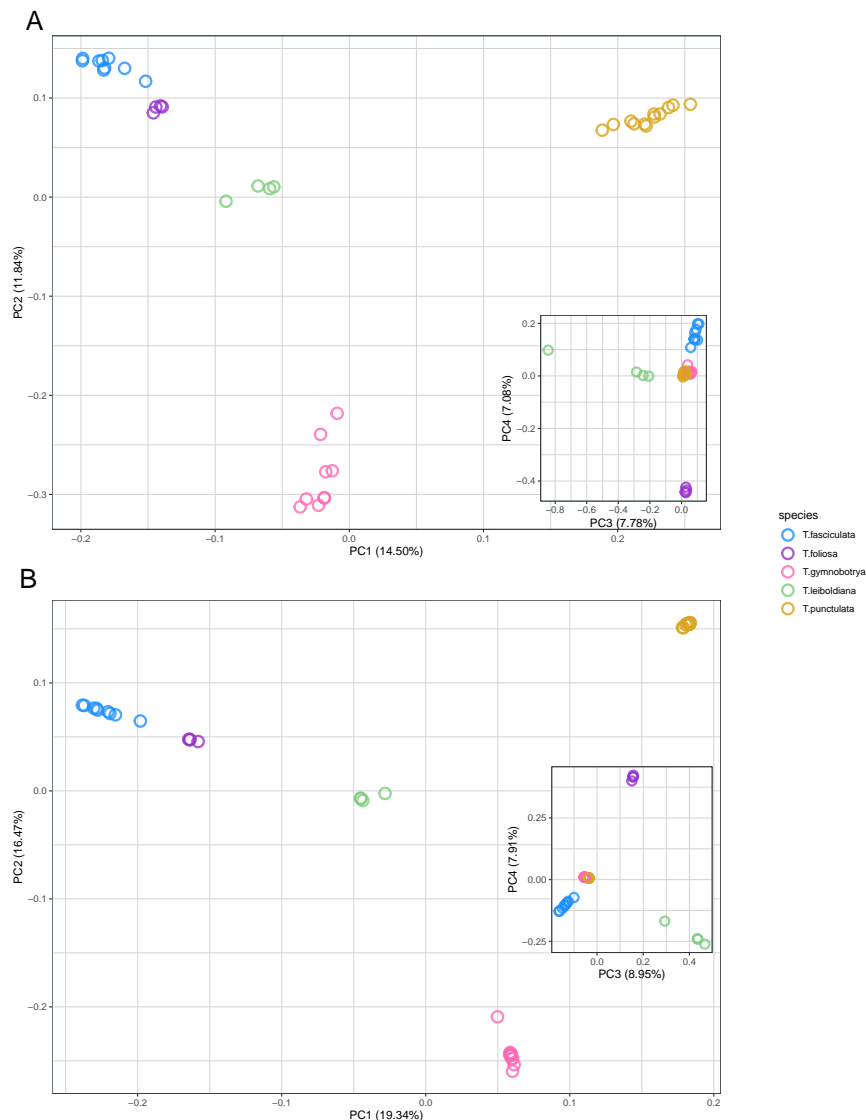 A
0.1
0.0
−0.1
−0.2
−0.3
PC2 (11.84%)
−0.2
−0.1
0.0
0.1
0.2
PC1 (14.50%)
0.2
0.0
−0.2
−0.4
PC4 (7.08%)
−0.8
−0.6
−0.4
−0.2
0.0
PC3 (7.78%)
species
T.fasciculata
T.foliosa
T.gymnobotrya
T.leiboldiana
T.punctulata
B
0.1
0.0
−0.1
−0.2
PC2 (16.47%)
−0.2
−0.1
0.0
0.1
0.2
PC1 (19.34%)
0.25
0.00
−0.25
PC4 (7.91%)
0.0
0.2
0.4
PC3 (8.95%)